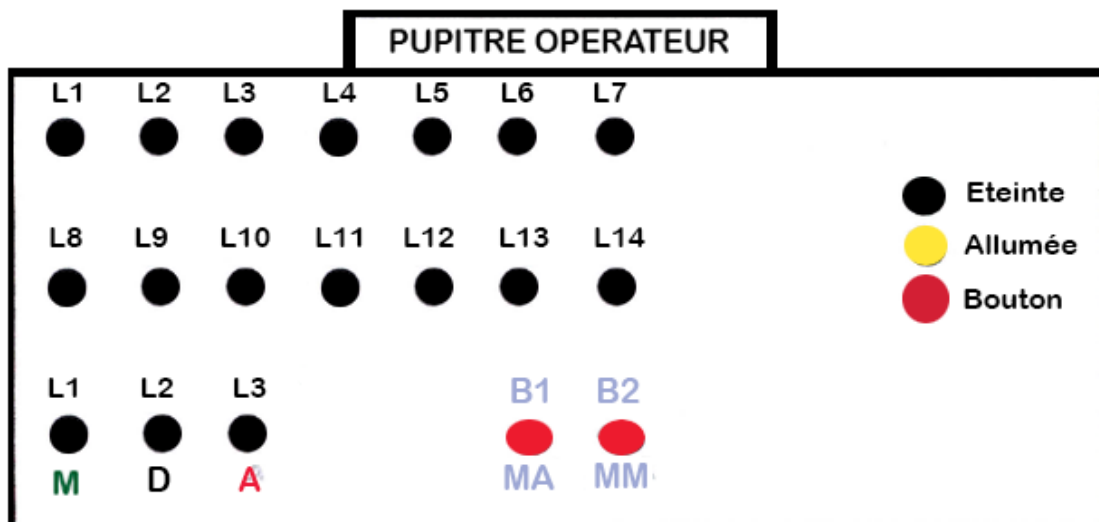 PUPITRE OPERATEUR
L1 L2 L3 L4 L5 L6 L7
Eteinte
L8 L9 L10 L11 L12 L13 L14
Allumée
Bouton
L1 L2 L3 B1 B2
M D A MA MM